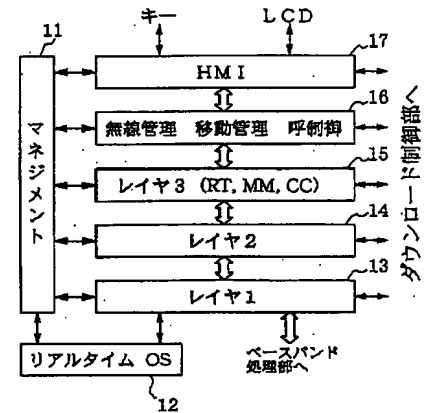 キー LCD
11
17
HMI
16
無線管理 移動管理 呼制御
15
レイヤ3 (RT, MM, CC)
14
レイヤ2
13
レイヤ1
マネジメント
ダウンロード制御部へ
リアルタイム OS
ベースバンド
処理部へ
12